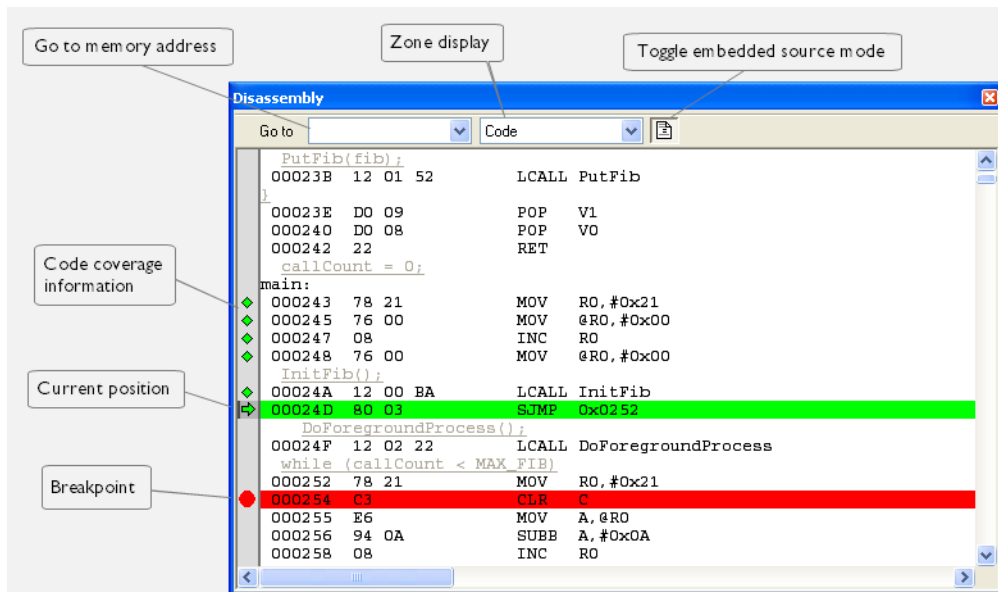 Go to memory address
Zone display
Toggle embedded source mode
Disassembly
Go to
Code
PutFib(fib);
00023B 12 01 52 LCALL PutFib
}
00023E D0 09 POP V1
000240 D0 08 POP V0
000242 22 RET
callCount = 0;
main:
000243 78 21 MOV R0,#0x21
000245 76 00 MOV @R0,#0x00
000247 08 INC R0
000248 76 00 MOV @R0,#0x00
InitFib();
00024A 12 00 BA LCALL InitFib
00024D 80 03 SJMP 0x0252
DoForegroundProcess();
00024F 12 02 22 LCALL DoForegroundProcess
while (callCount < MAX_FIB)
000252 78 21 MOV R0,#0x21
000254 C3 CLR C
000255 E6 MOV A,@R0
000256 94 0A SUBB A,#0x0A
000258 08 INC R0
Code coverage
information
Current position
Breakpoint